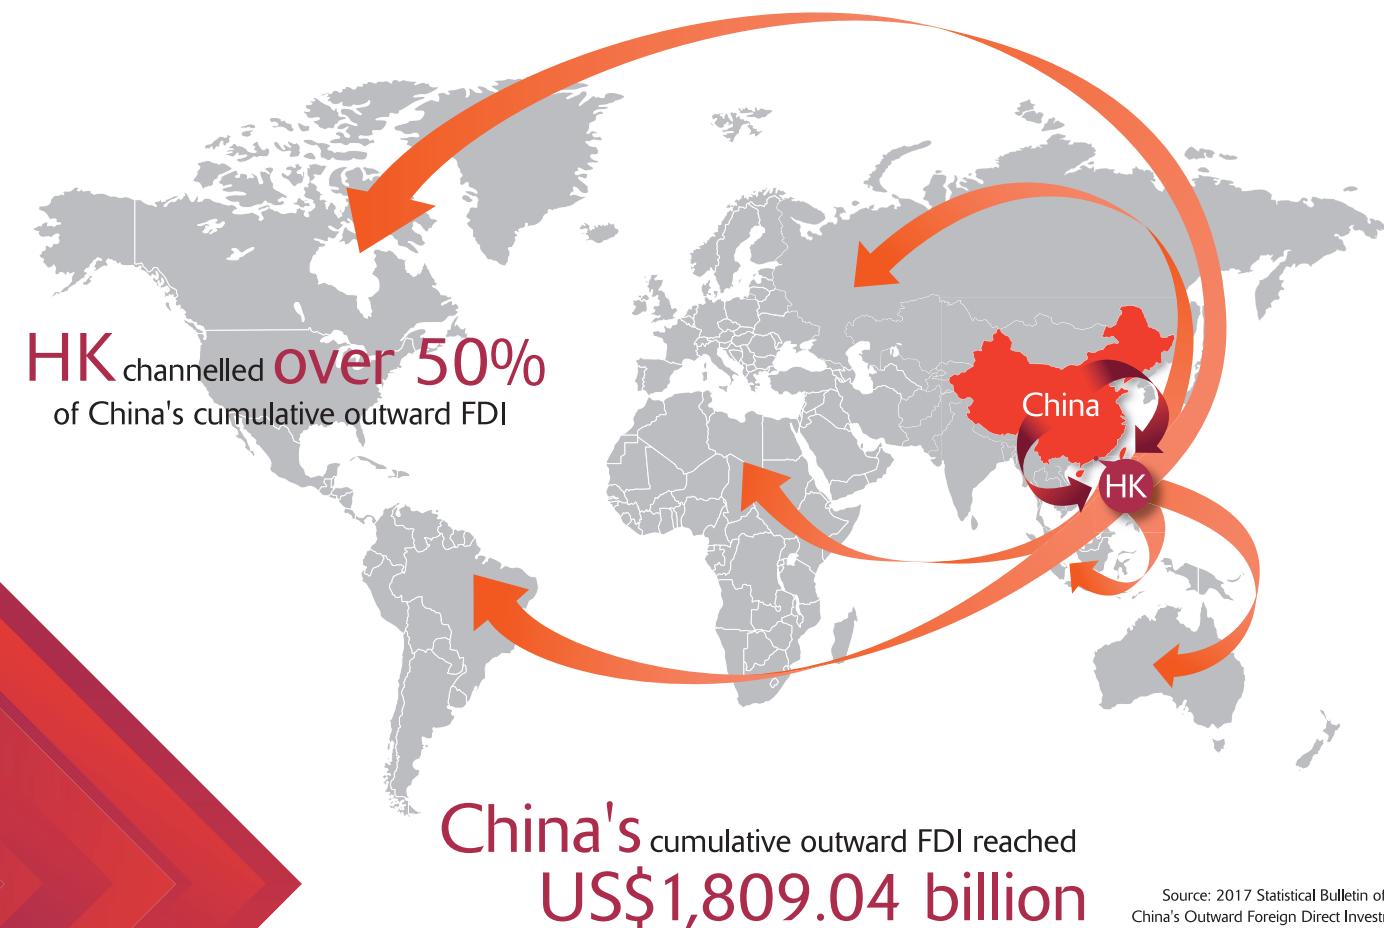 HK channelled over 50%
of China's cumulative outward FDI
China
HK
China's cumulative outward FDI reached
US$1,809.04 billion
Source: 2017 Statistical Bulletin of
China's Outward Foreign Direct